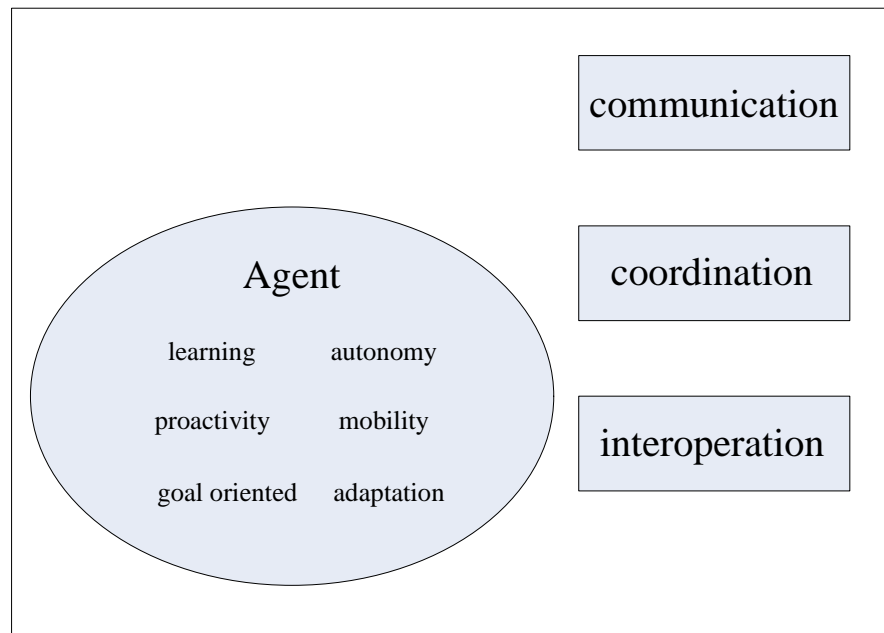 communication
coordination
interoperation
Agent
learning autonomy
proactivity mobility
goal oriented adaptation